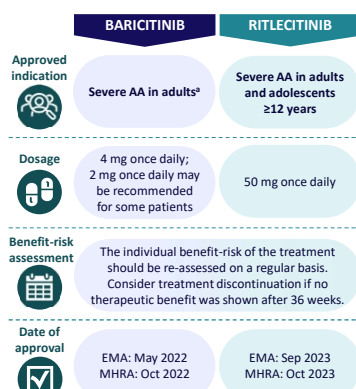 BARICITINIB
RITLECITINIB
Approved
indication
Severe AA in adultsᵃ
Severe AA in adults
and adolescents
≥12 years
Dosage
4 mg once daily;
2 mg once daily may
be recommended
for some patients
50 mg once daily
Benefit-risk
assessment
The individual benefit-risk of the treatment
should be re-assessed on a regular basis.
Consider treatment discontinuation if no
therapeutic benefit was shown after 36 weeks.
Date of
approval
EMA: May 2022
MHRA: Oct 2022
EMA: Sep 2023
MHRA: Oct 2023